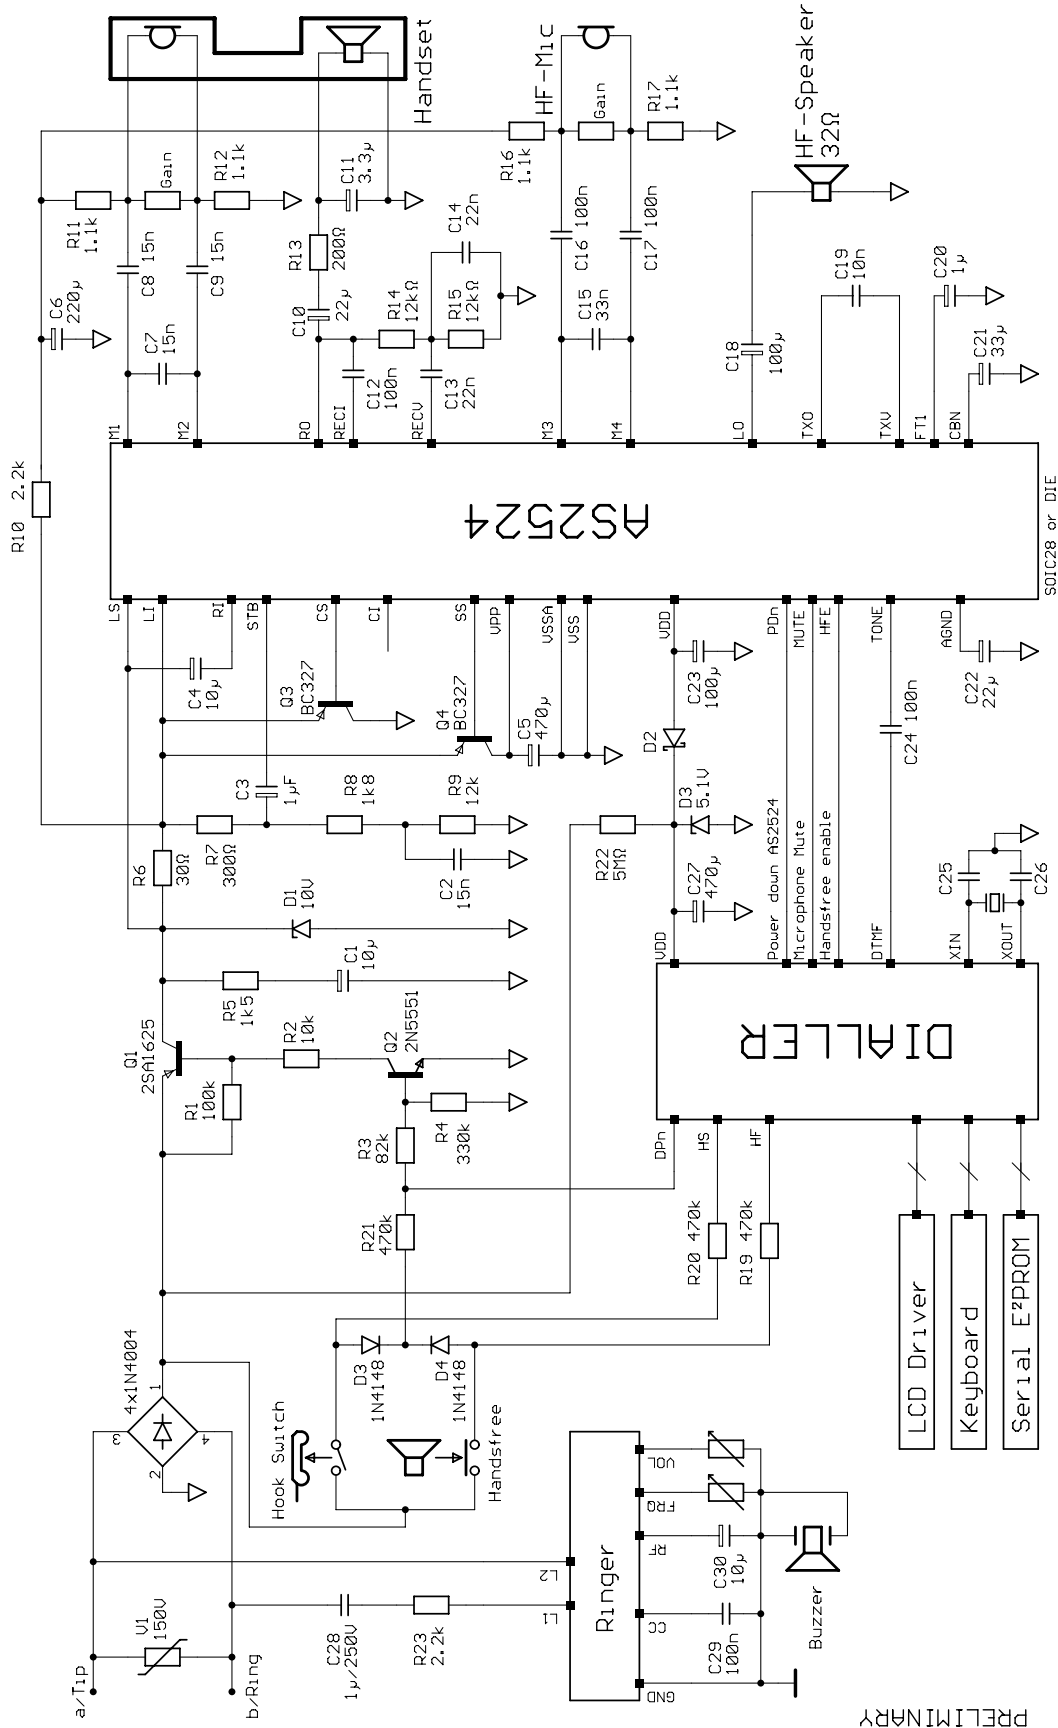 Handset
R11
1.1k
Gain
R12
1.1k
C6
220µ
C8 15n
C9 15n
C7
15n
R13
200Ω
C11
3.3µ
C10
22µ
R14
12kΩ
R15
12kΩ
C14
22n
C12
100n
C13
22n
HF-Mic
R16
1.1k
Gain
R17
1.1k
C16 100n
C17 100n
C15
33n
HF-Speaker
32Ω
C18
100µ
C19
10n
C20
1µ
C21
33µ
R10 2.2k
M1
M2
RO
RECI
RECV
M3
M4
LO
TXO
TXV
FT1
CBN
AS2524
SOIC28 or DIE
LS
LI
RI
STB
CS
CI
SS
VPP
VSSA
VSS
VDD
PDn
MUTE
HFE
TONE
AGND
C4
10µ
Q3
BC327
Q4
BC327
C5
470µ
C23
100µ
D2
C22
22µ
C24 100n
R6
30Ω
R7
300Ω
C3
1µF
R8
1k8
R9
12k
C2
15n
D1
10V
R22
5MΩ
D3
5.1V
C27
470µ
Power down AS2524
Microphone Mute
Handsfree enable
C25
C26
R5
1k5
C1
10µ
Q1
2SA1625
R1
100k
R2
10k
Q2
2N5551
R3
82k
R4
330k
R21
470k
VDD
DTMF
XIN
XOUT
DIALLER
DPn
HS
HF
R20 470k
R19 470k
LCD Driver
Keyboard
Serial E²PROM
4x1N4004
1
2
3
4
D3
1N4148
D4
1N4148
Hook Switch
Handsfree
a/Tip
b/Ring
V1
150V
C28
1µ/250V
R23
2.2k
L2
L1
Ringer
VOL
FRQ
RF
CC
GND
C30
10µ
C29
100n
Buzzer
PRELIMINARY